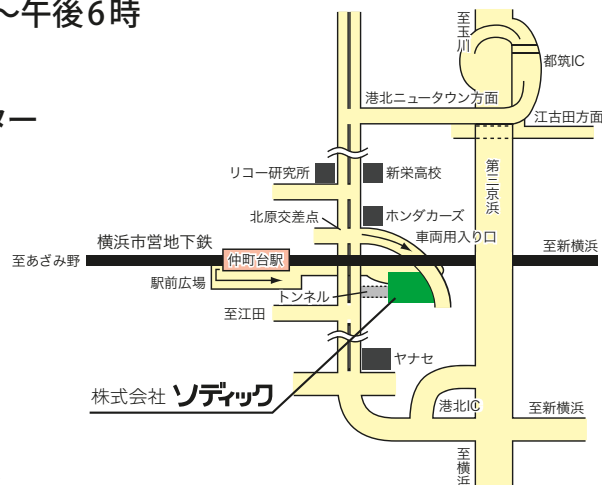 ～午後6時
ター
至玉川
都筑IC
港北ニュータウン方面
江古田方面
リコー研究所
新栄高校
第三京浜
北原交差点
ホンダカーズ
車両用入り口
横浜市営地下鉄
至新横浜
至あざみ野
仲町台駅
駅前広場
トンネル
至江田
ヤナセ
株式会社 ソディック
港北IC
至新横浜
至横浜